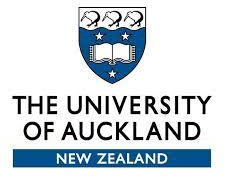 THE UNIVERSITY
OF AUCKLAND
NEW ZEALAND